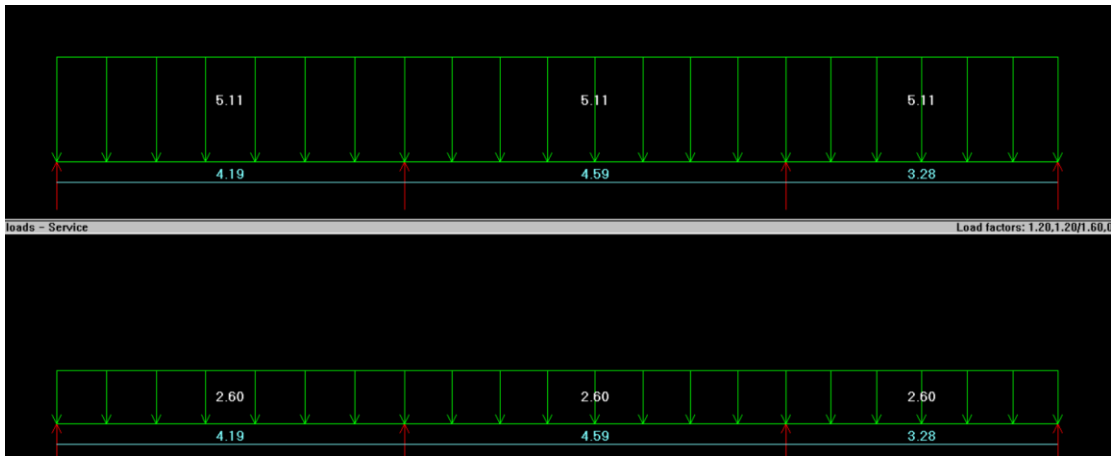 5.11 5.11 5.11
4.19 4.59 3.28
loads - Service Load factors: 1.20,1.20/1.60,0
2.60 2.60 2.60
4.19 4.59 3.28